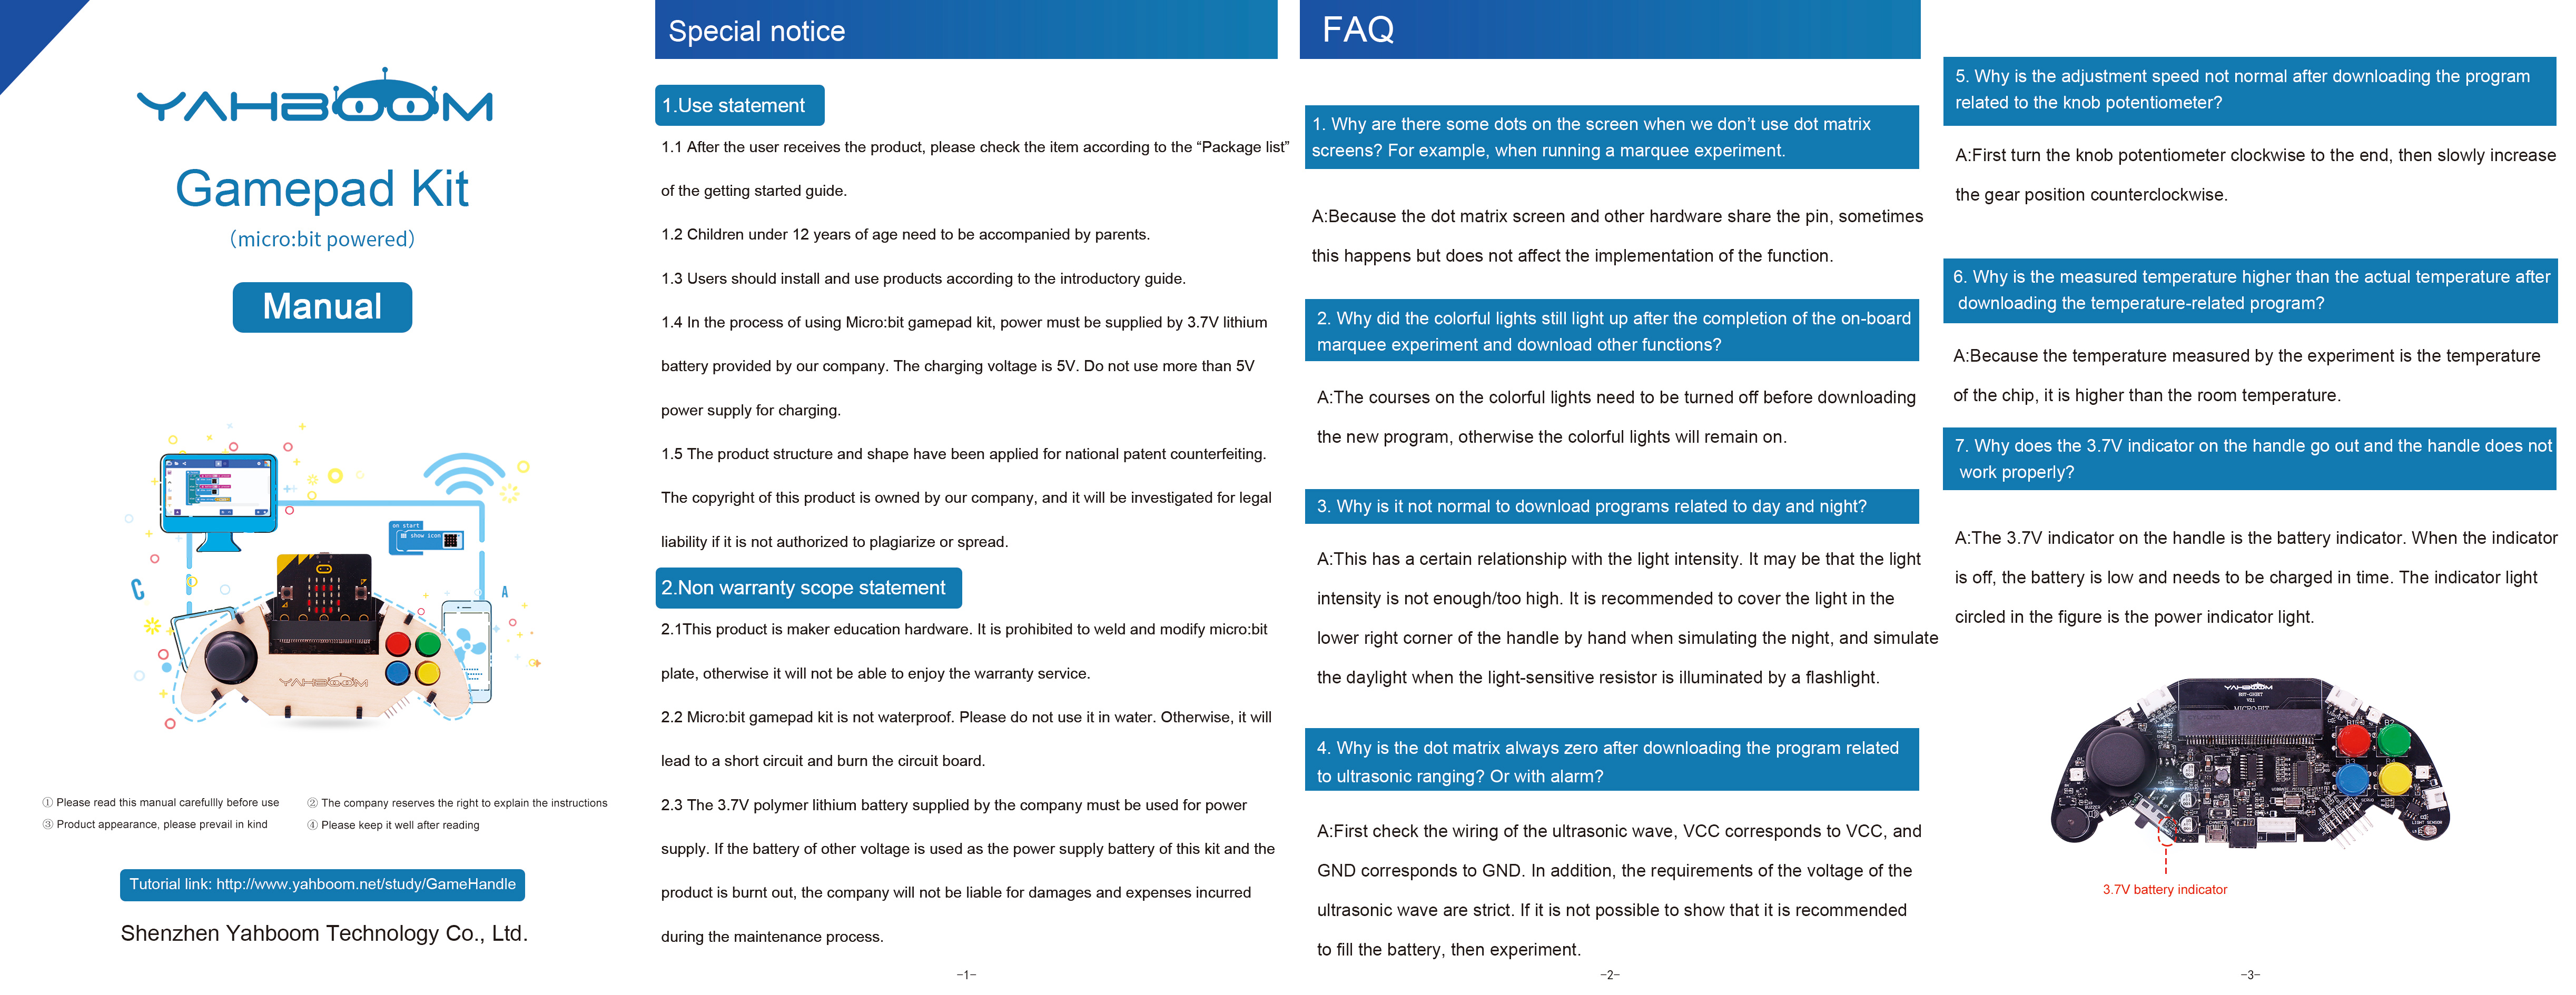 YAHBOOM
Gamepad Kit
(micro:bit powered)
Manual
on start
show icon
C
A
YAHBOOM
① Please read this manual carefullly before use
② The company reserves the right to explain the instructions
③ Product appearance, please prevail in kind
④ Please keep it well after reading
Tutorial link: http://www.yahboom.net/study/GameHandle
Shenzhen Yahboom Technology Co., Ltd.
Special notice
1.Use statement
1.1 After the user receives the product, please check the item according to the “Package list”
of the getting started guide.
1.2 Children under 12 years of age need to be accompanied by parents.
1.3 Users should install and use products according to the introductory guide.
1.4 In the process of using Micro:bit gamepad kit, power must be supplied by 3.7V lithium
battery provided by our company. The charging voltage is 5V. Do not use more than 5V
power supply for charging.
1.5 The product structure and shape have been applied for national patent counterfeiting.
The copyright of this product is owned by our company, and it will be investigated for legal
liability if it is not authorized to plagiarize or spread.
2.Non warranty scope statement
2.1This product is maker education hardware. It is prohibited to weld and modify micro:bit
plate, otherwise it will not be able to enjoy the warranty service.
2.2 Micro:bit gamepad kit is not waterproof. Please do not use it in water. Otherwise, it will
lead to a short circuit and burn the circuit board.
2.3 The 3.7V polymer lithium battery supplied by the company must be used for power
supply. If the battery of other voltage is used as the power supply battery of this kit and the
product is burnt out, the company will not be liable for damages and expenses incurred
during the maintenance process.
-1-
FAQ
1. Why are there some dots on the screen when we don’t use dot matrix
screens? For example, when running a marquee experiment.
A:Because the dot matrix screen and other hardware share the pin, sometimes
this happens but does not affect the implementation of the function.
2. Why did the colorful lights still light up after the completion of the on-board
marquee experiment and download other functions?
A:The courses on the colorful lights need to be turned off before downloading
the new program, otherwise the colorful lights will remain on.
3. Why is it not normal to download programs related to day and night?
A:This has a certain relationship with the light intensity. It may be that the light
intensity is not enough/too high. It is recommended to cover the light in the
lower right corner of the handle by hand when simulating the night, and simulate
the daylight when the light-sensitive resistor is illuminated by a flashlight.
4. Why is the dot matrix always zero after downloading the program related
to ultrasonic ranging? Or with alarm?
A:First check the wiring of the ultrasonic wave, VCC corresponds to VCC, and
GND corresponds to GND. In addition, the requirements of the voltage of the
ultrasonic wave are strict. If it is not possible to show that it is recommended
to fill the battery, then experiment.
-2-
5. Why is the adjustment speed not normal after downloading the program
related to the knob potentiometer?
A:First turn the knob potentiometer clockwise to the end, then slowly increase
the gear position counterclockwise.
6. Why is the measured temperature higher than the actual temperature after
downloading the temperature-related program?
A:Because the temperature measured by the experiment is the temperature
of the chip, it is higher than the room temperature.
7. Why does the 3.7V indicator on the handle go out and the handle does not
work properly?
A:The 3.7V indicator on the handle is the battery indicator. When the indicator
is off, the battery is low and needs to be charged in time. The indicator light
circled in the figure is the power indicator light.
YAHBOOM
V2.1
MICRO:BIT
B1
B2
B3
B4
BUZZER
SERVO
LIGHT SENSOR
3.7V battery indicator
-3-